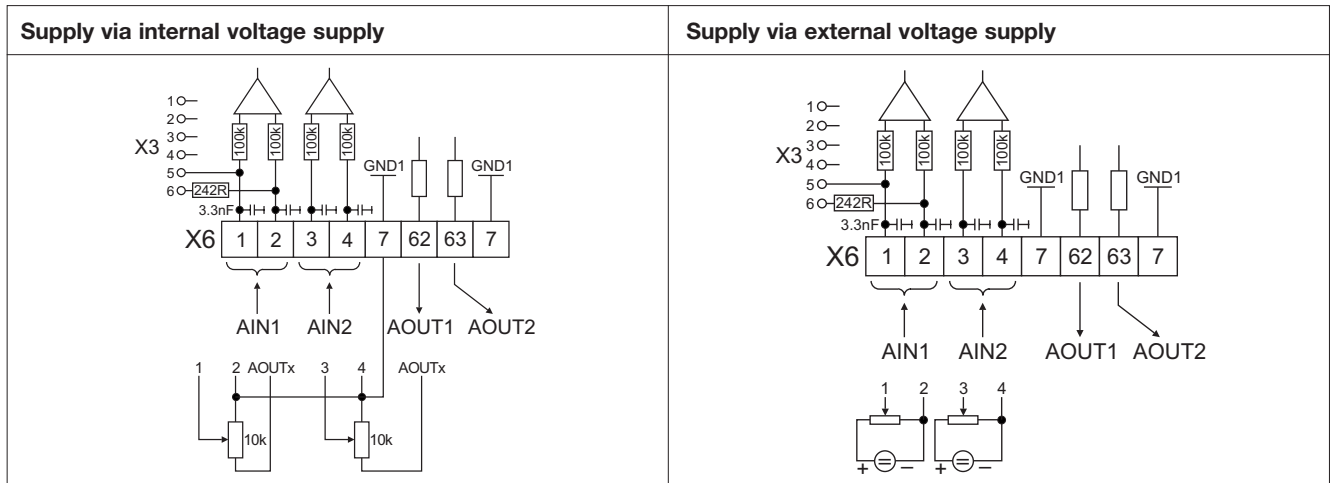 Supply via internal voltage supply
1
2
3
4
5
6
X3
100k
100k
100k
100k
242R
3.3nF
GND1
GND1
X6
1 2 3 4 7 62 63 7
AIN1 AIN2 AOUT1 AOUT2
1 2 AOUTx 3 4 AOUTx
10k 10k
Supply via external voltage supply
1
2
3
4
5
6
X3
100k
100k
100k
100k
242R
3.3nF
GND1
GND1
X6
1 2 3 4 7 62 63 7
AIN1 AIN2 AOUT1 AOUT2
1 2 3 4
+ = − + = −